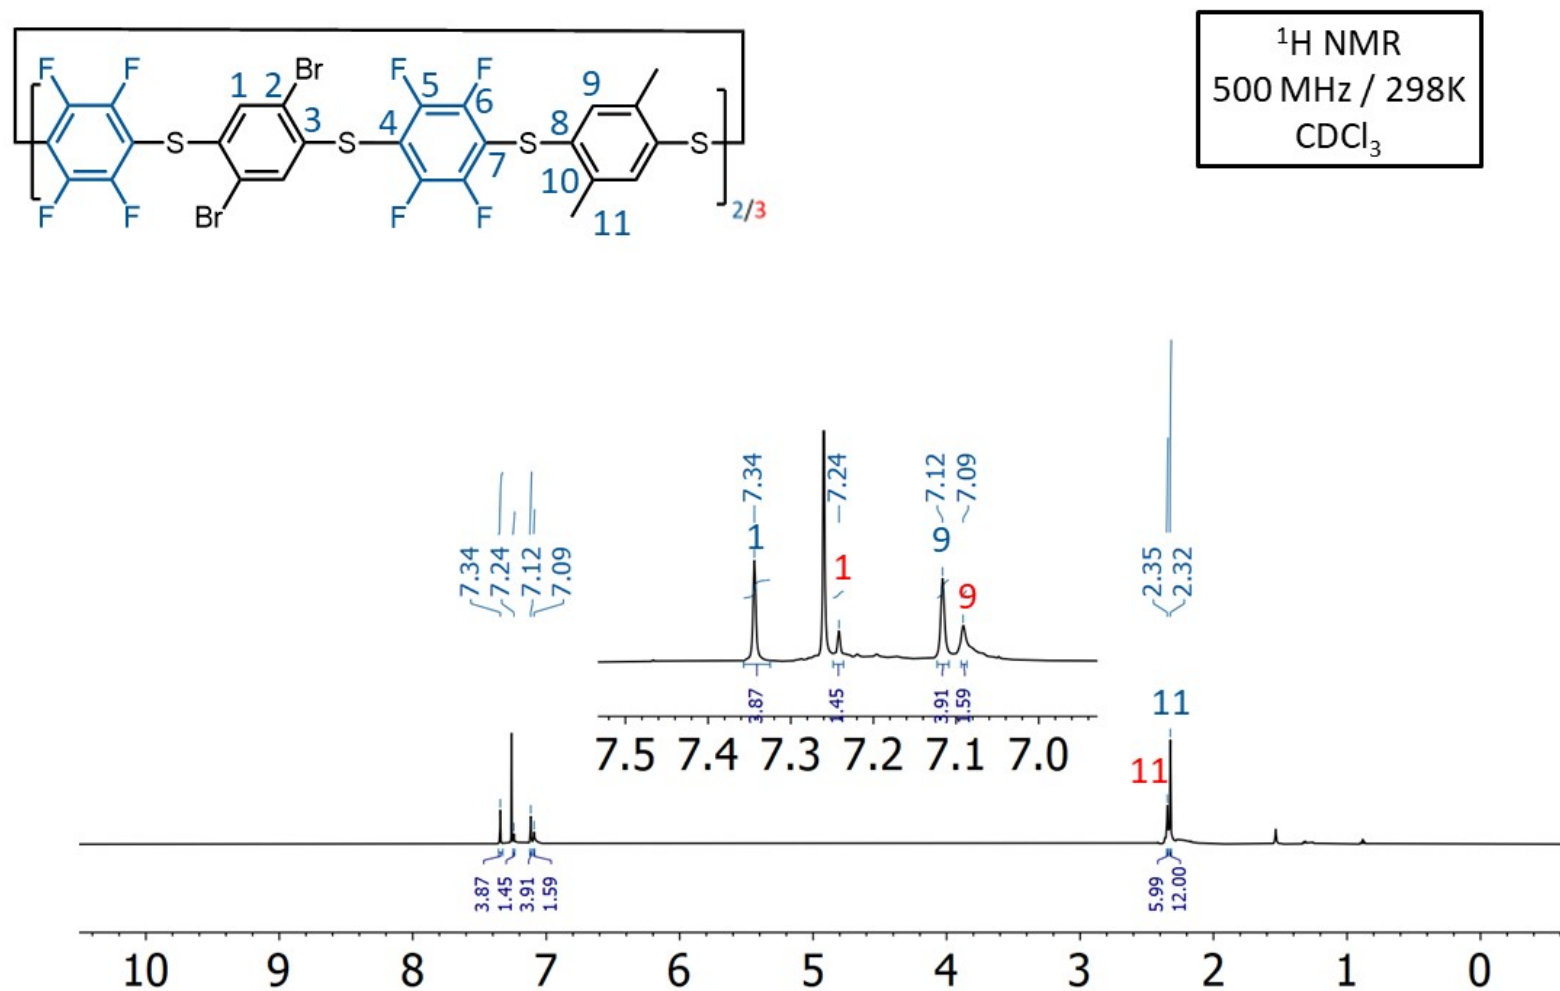 ¹H NMR
500 MHz / 298K
CDCl₃
F F 1 2 Br F 5 F 9
6
3 4 8
S S S S
7
10
F F Br F F 11
2/3
7.34 7.24 7.12 7.09
1 1 9 9
7.34 7.24 7.12 7.09
2.35 2.32
3.87 1.45 3.91 1.59
7.5 7.4 7.3 7.2 7.1 7.0
11
11
3.87 1.45 3.91 1.59
5.99 12.00
10 9 8 7 6 5 4 3 2 1 0